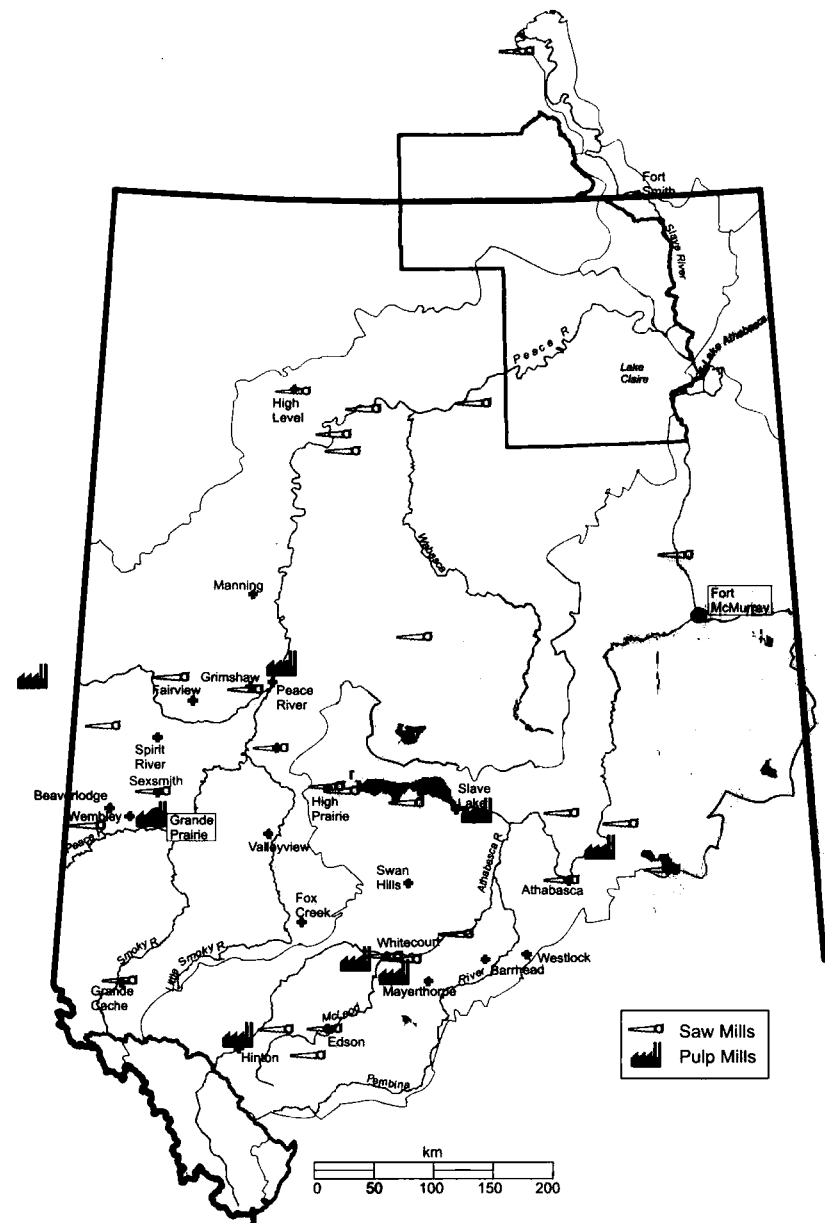 Fort
Smith
Slave River
Lake Athabasca
Peace R
Lake
Claire
High
Level
Wabasca
Manning
Fort
McMurray
Grimshaw
Fairview
Peace
River
Spirit
River
Sexsmith
Beaverlodge
Wembley
Grande
Prairie
Peace R
High
Prairie
r
Slave
Lake
Valleyview
Athabasca R
Swan
Hills
Athabasca
Fox
Creek
Smoky R
little Smoky R
Whitecourt
Westlock
River
Barrhead
Mayerthorpe
Grande
Cache
McLeod
Edson
Hinton
Pembina
Saw Mills
Pulp Mills
km
0 50 100 150 200